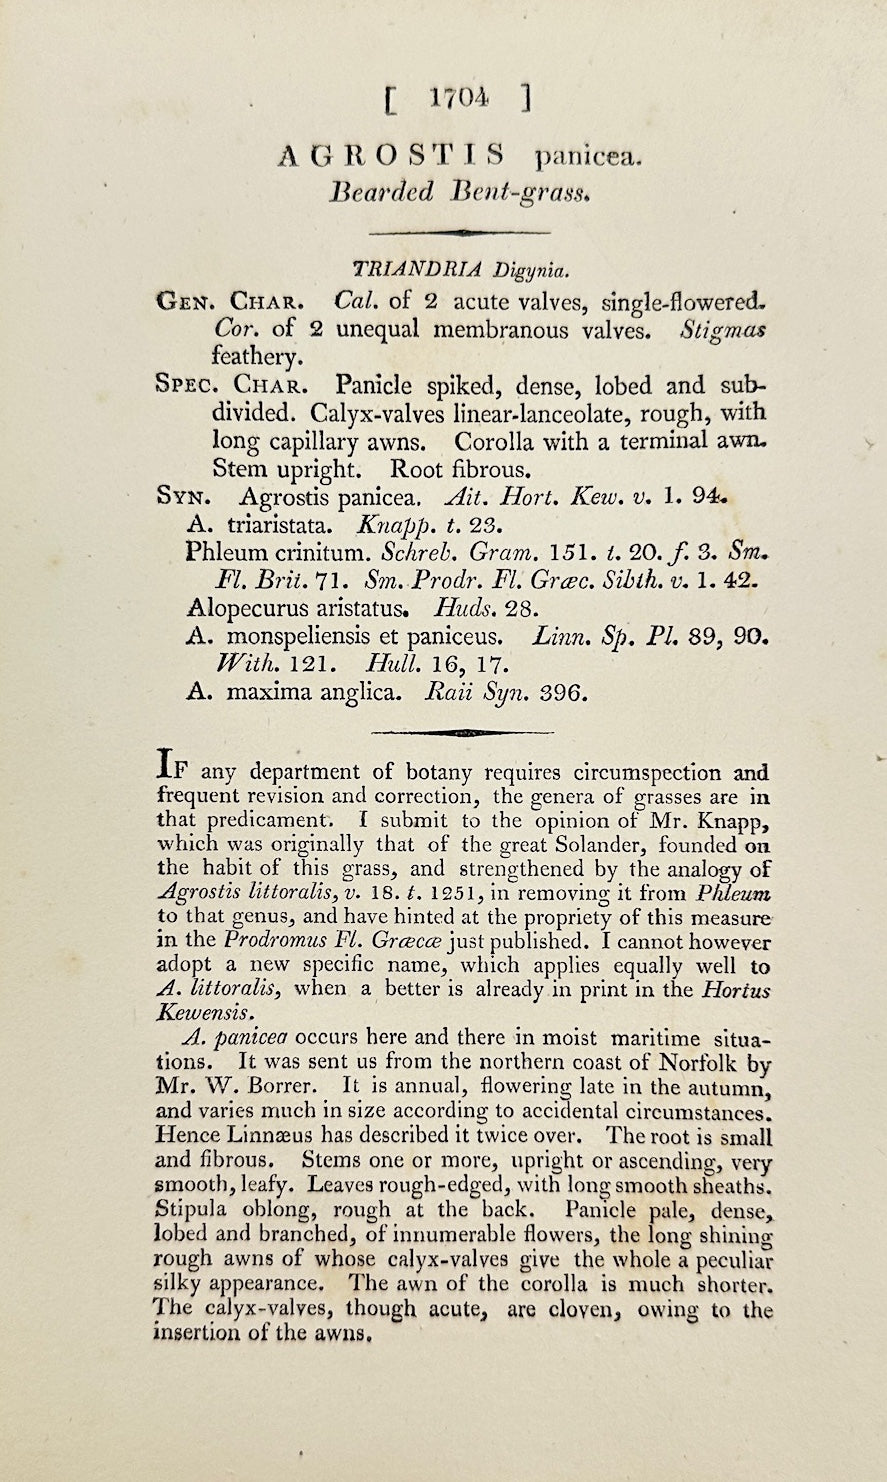 [ 1704 ]
AGROSTIS panicea.
Bearded Bent-grass.
TRIANDRIA Digynia.
GEN. CHAR. Cal. of 2 acute valves, single-flowered.
Cor. of 2 unequal membranous valves. Stigmas
feathery.
SPEC. CHAR. Panicle spiked, dense, lobed and sub-
divided. Calyx-valves linear-lanceolate, rough, with
long capillary awns. Corolla with a terminal awn.
Stem upright. Root fibrous.
SYN. Agrostis panicea. Ait. Hort. Kew. v. 1. 94.
A. triaristata. Knapp. t. 23.
Phleum crinitum. Schreb. Gram. 151. t. 20. f. 3. Sm.
Fl. Brit. 71. Sm. Prodr. Fl. Græc. Sibth. v. 1. 42.
Alopecurus aristatus. Huds. 28.
A. monspeliensis et paniceus. Linn. Sp. Pl. 89, 90.
With. 121. Hull. 16, 17.
A. maxima anglica. Raii Syn. 396.
IF any department of botany requires circumspection and
frequent revision and correction, the genera of grasses are in
that predicament. I submit to the opinion of Mr. Knapp,
which was originally that of the great Solander, founded on
the habit of this grass, and strengthened by the analogy of
Agrostis littoralis, v. 18. t. 1251, in removing it from Phleum
to that genus, and have hinted at the propriety of this measure
in the Prodromus Fl. Græcæ just published. I cannot however
adopt a new specific name, which applies equally well to
A. littoralis, when a better is already in print in the Hortus
Kewensis.
A. panicea occurs here and there in moist maritime situa-
tions. It was sent us from the northern coast of Norfolk by
Mr. W. Borrer. It is annual, flowering late in the autumn,
and varies much in size according to accidental circumstances.
Hence Linnæus has described it twice over. The root is small
and fibrous. Stems one or more, upright or ascending, very
smooth, leafy. Leaves rough-edged, with long smooth sheaths.
Stipula oblong, rough at the back. Panicle pale, dense,
lobed and branched, of innumerable flowers, the long shining
rough awns of whose calyx-valves give the whole a peculiar
silky appearance. The awn of the corolla is much shorter.
The calyx-valves, though acute, are cloven, owing to the
insertion of the awns.